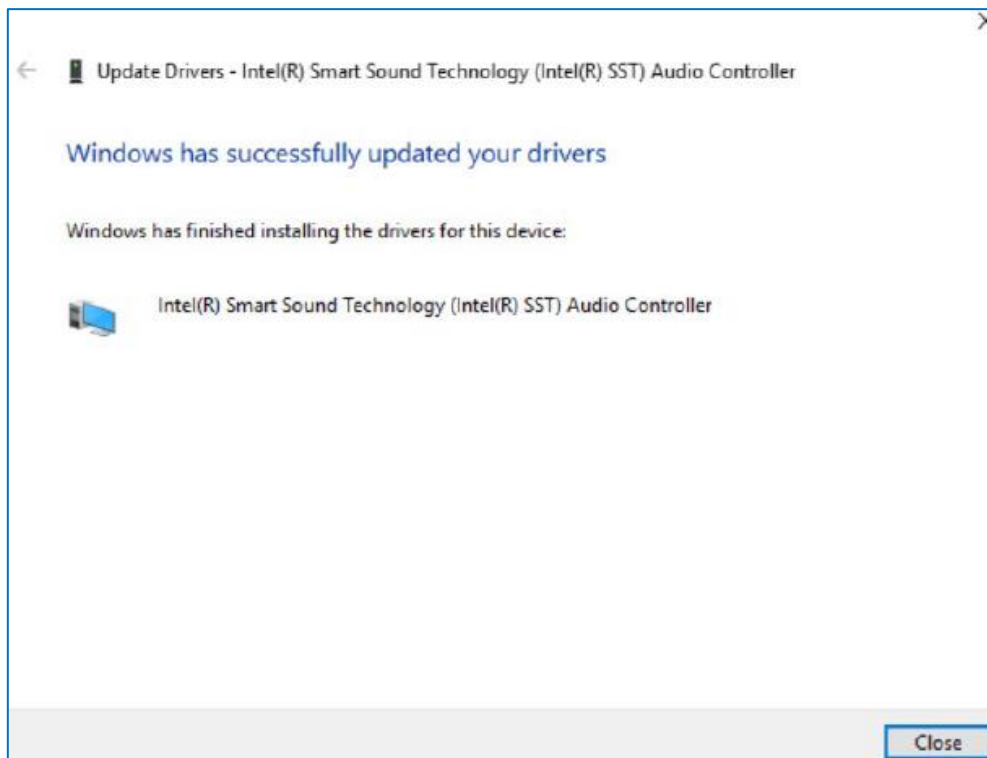 Update Drivers - Intel(R) Smart Sound Technology (Intel(R) SST) Audio Controller
Windows has successfully updated your drivers
Windows has finished installing the drivers for this device:
Intel(R) Smart Sound Technology (Intel(R) SST) Audio Controller
Close